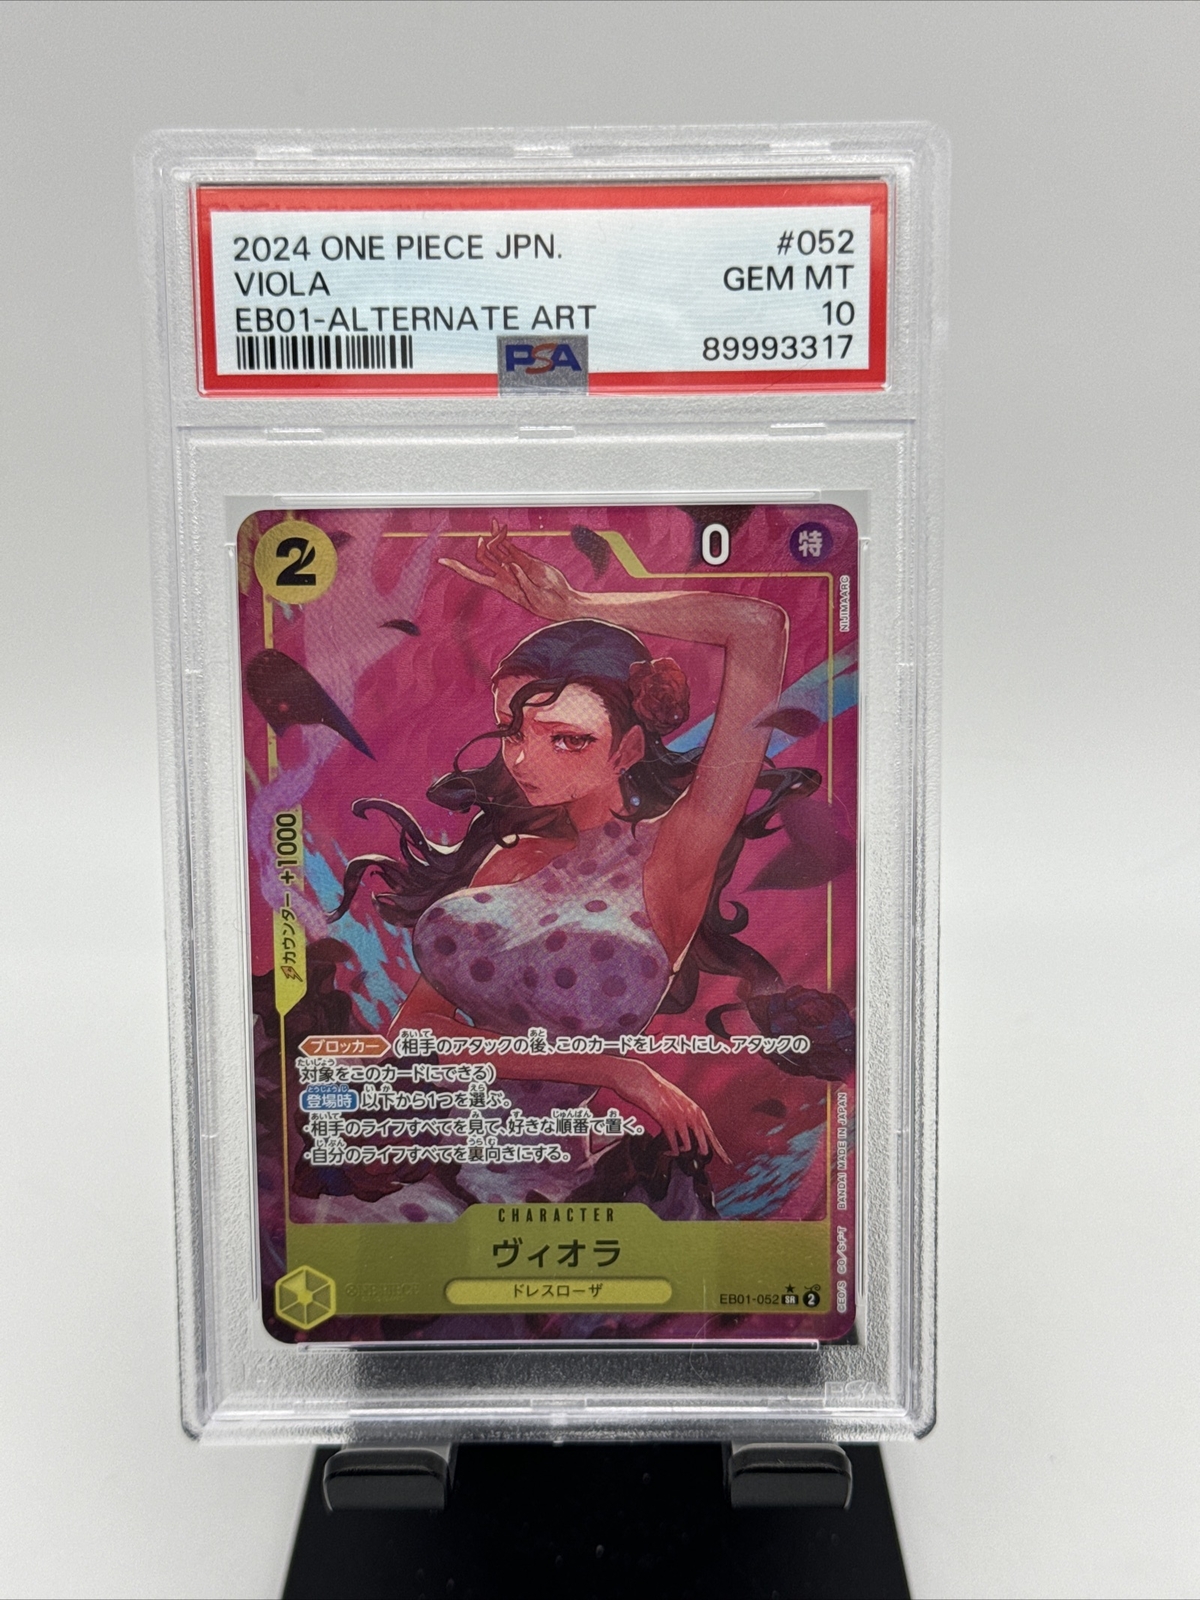 2024 ONE PIECE JPN. #052
VIOLA GEM MT
EB01-ALTERNATE ART 10
PSA 89993317
2 0 特
NIJIMAARC
カウンター +1000
ブロッカー (相手のアタックの後、このカードをレストにし、アタックの
対象をこのカードにできる)
登場時 以下から1つを選ぶ。
・相手のライフすべてを見て、好きな順番で置く。
・自分のライフすべてを裏向きにする。
BANDAI MADE IN JAPAN
CHARACTER
ヴィオラ
ドレスローザ
EB01-052 SR 2
PSA